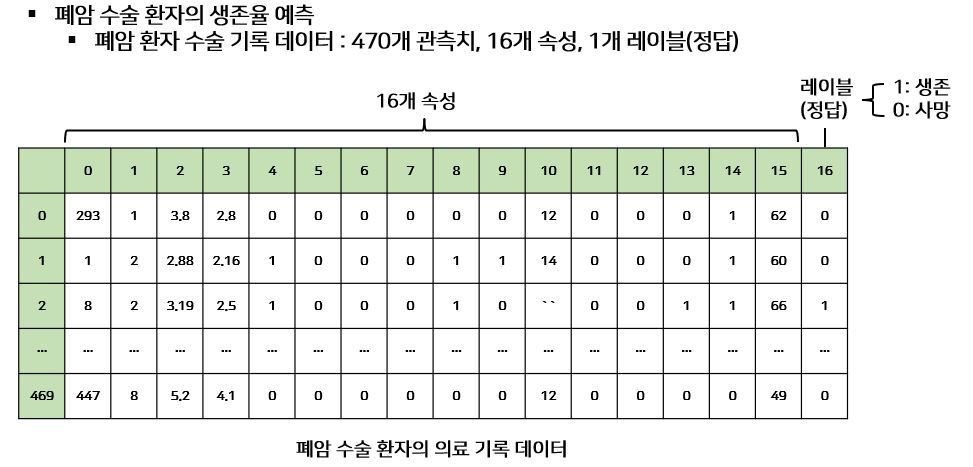 ▪ 폐암 수술 환자의 생존율 예측
▪ 폐암 환자 수술 기록 데이터 : 470개 관측치, 16개 속성, 1개 레이블(정답)
16개 속성
레이블 (정답)
1: 생존
0: 사망
0 1 2 3 4 5 6 7 8 9 10 11 12 13 14 15 16
0 293 1 3.8 2.8 0 0 0 0 0 0 12 0 0 0 1 62 0
1 1 2 2.88 2.16 1 0 0 0 1 1 14 0 0 0 1 60 0
2 8 2 3.19 2.5 1 0 0 0 1 0 `` 0 0 1 1 66 1
... ... ... ... ... ... ... ... ... ... ... ... ... ... ... ... ... ...
469 447 8 5.2 4.1 0 0 0 0 0 0 12 0 0 0 0 49 0
폐암 수술 환자의 의료 기록 데이터